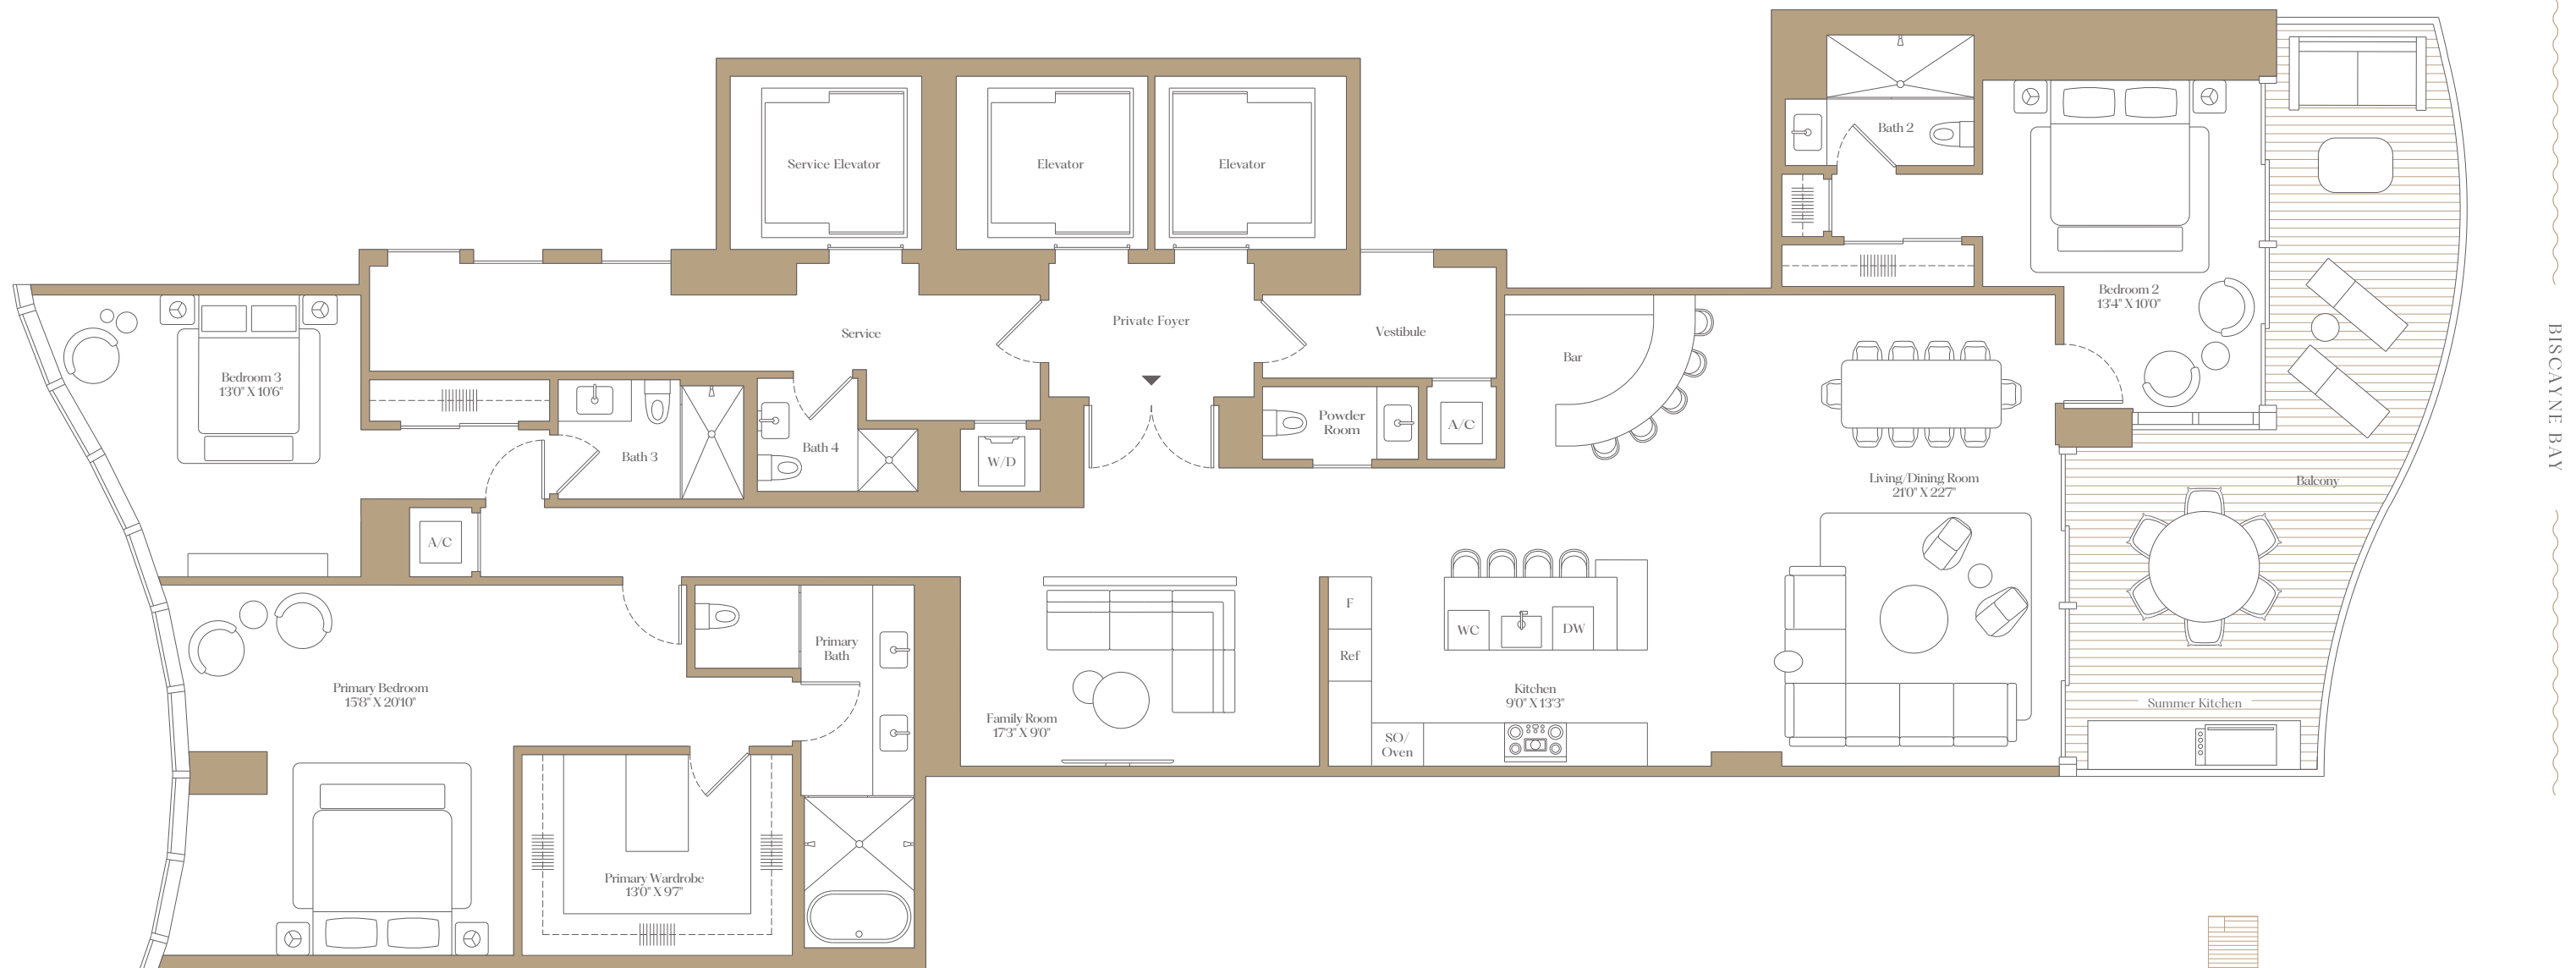 Service Elevator
Elevator
Elevator
Bath 2
Bedroom 2
13'4" X 10'0"
Private Foyer
Service
Vestibule
Bar
Bedroom 3
13'0" X 10'6"
Powder
Room
A/C
Bath 3
Bath 4
W/D
Living/Dining Room
21'0" X 22'7"
Balcony
BISCAYNE BAY
A/C
F
WC
DW
Primary
Bath
Ref
Primary Bedroom
15'8" X 20'10"
Kitchen
9'0" X 13'3"
Summer Kitchen
Family Room
17'3" X 9'0"
SO/
Oven
Primary Wardrobe
13'0" X 9'7"